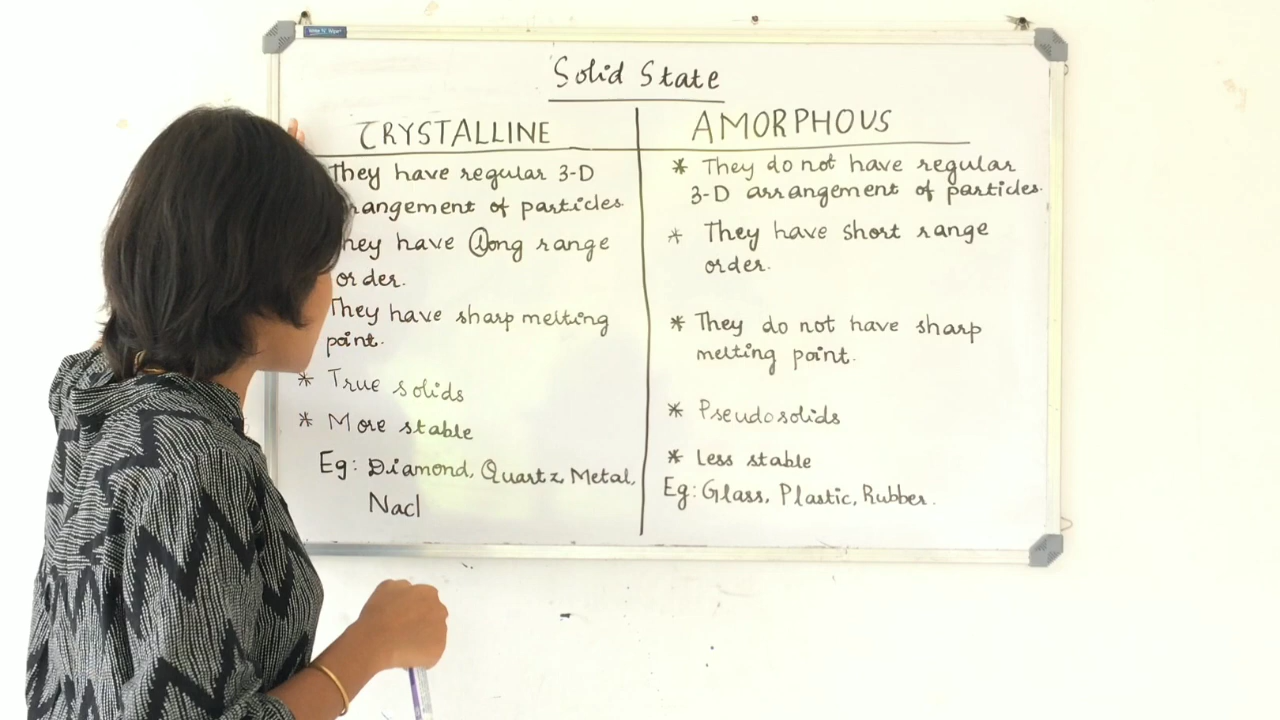 Solid State
CRYSTALLINE
They have regular 3-D
rangement of particles.
hey have long range
order.
They have sharp melting
point.
* True solids
* More stable
Eg: Diamond, Quartz, Metal,
Nacl
AMORPHOUS
* They do not have regular
3-D arrangement of particles.
* They have short range
order.
* They do not have sharp
melting point.
* Pseudosolids
* Less stable
Eg: Glass, Plastic, Rubber.